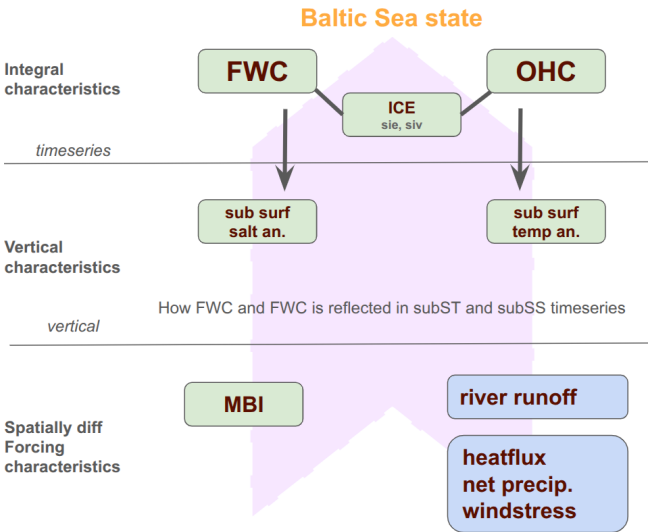 Baltic Sea state
Integral
characteristics
FWC
OHC
ICE
sie, siv
timeseries
sub surf
salt an.
sub surf
temp an.
Vertical
characteristics
How FWC and FWC is reflected in subST and subSS timeseries
vertical
MBI
river runoff
Spatially diff
Forcing
characteristics
heatflux
net precip.
windstress